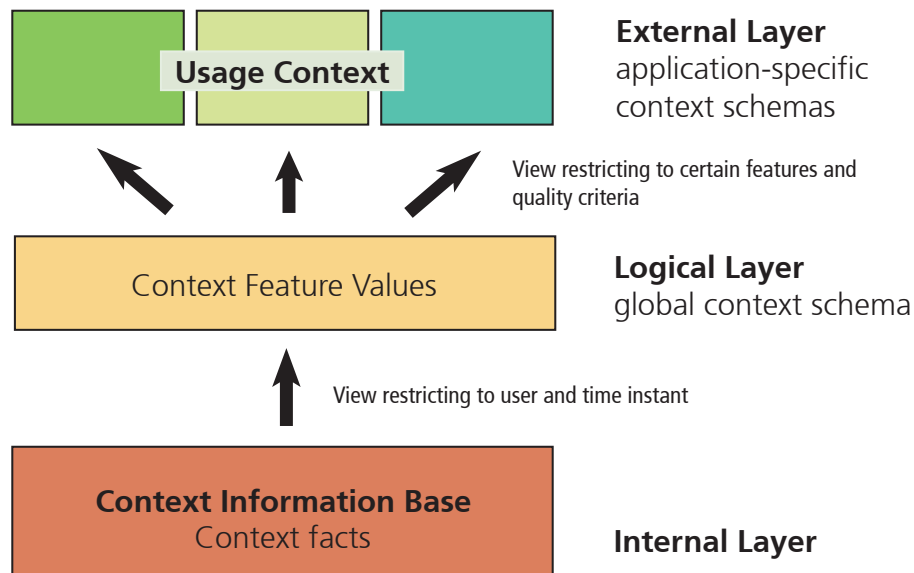 External Layer
application-specific
context schemas
Usage Context
View restricting to certain features and
quality criteria
Logical Layer
global context schema
Context Feature Values
View restricting to user and time instant
Context Information Base
Context facts
Internal Layer